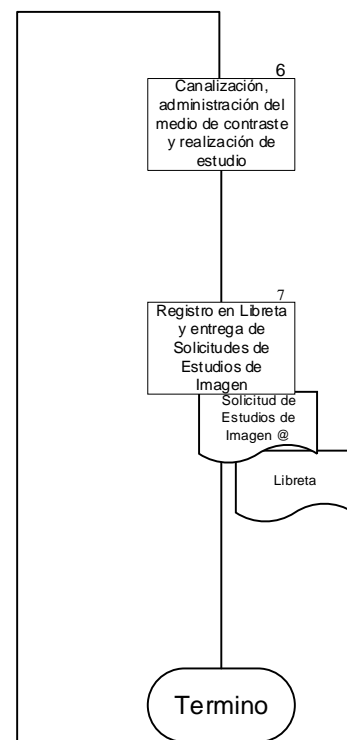 6
Canalización,
administración del
medio de contraste
y realización de
estudio
7
Registro en Libreta
y entrega de
Solicitudes de
Estudios de
Imagen
Solicitud de
Estudios de
Imagen @
Libreta
Termino